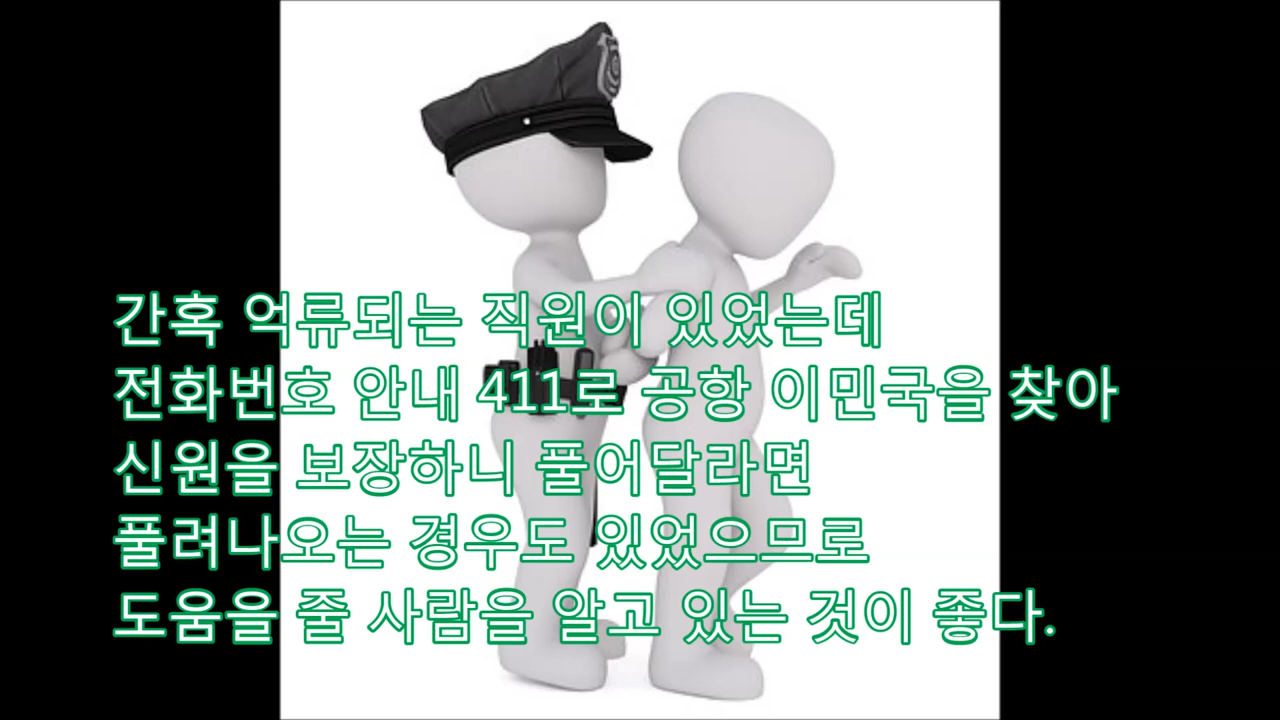 간혹 억류되는 직원이 있었는데
전화번호 안내 411로 공항 이민국을 찾아
신원을 보장하니 풀어달라면
풀려나오는 경우도 있었으므로
도움을 줄 사람을 알고 있는 것이 좋다.